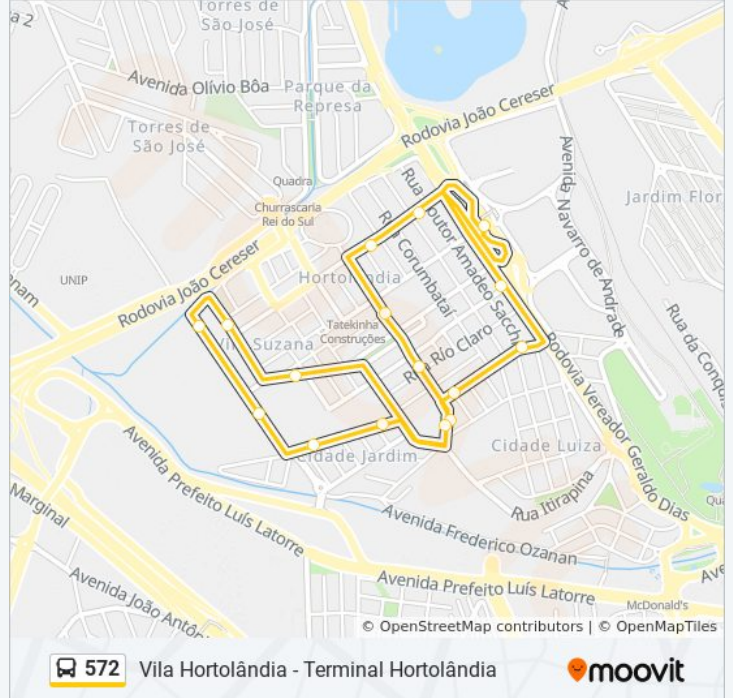 Torres de
São José
a 2
Avenida Olívio Bôa
Parque da
Represa
Rodovia João Cereser
Torres de
São José
Avenida Navarro de Andrade
Quadra
Churrascaria
Rei do Sul
Jardim Flor
Rua Doutor Amadeo Sacchi
Rua Corumbataí
Rodovia João Cereser
UNIP
Hortolândia
Tatekinha
Construções
Vila Suzana
Rua Río Claro
Rua da Conqui
Rodovia Vereador Geraldo Dias
Cidade Luiza
Cidade Jardim
Avenida Prefeito Luís Latorre
Rua Itirapina
Marginal
Avenida Frederico Ozanan
Avenida Prefeito Luís Latorre
Avenida João Antôn
McDonald's
© OpenStreetMap contributors | © OpenMapTiles
572 Vila Hortolândia - Terminal Hortolândia
moovit